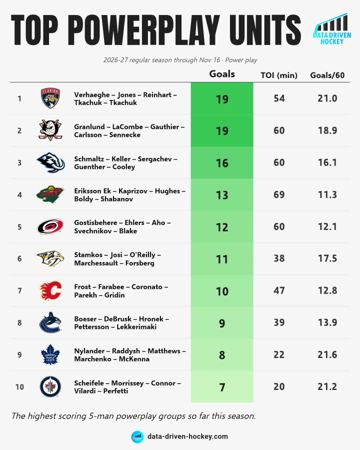 TOP POWERPLAY UNITS
DATA DRIVEN
HOCKEY
2026-27 regular season through Nov 16 · Power play
Goals TOI (min) Goals/60
1 Verhaeghe – Jones – Reinhart – Tkachuk – Tkachuk 19 54 21.0
2 Granlund – LaCombe – Gauthier – Carlsson – Sennecke 19 60 18.9
3 Schmaltz – Keller – Sergachev – Guenther – Cooley 16 60 16.1
4 Eriksson Ek – Kaprizov – Hughes – Boldy – Shabanov 13 69 11.3
5 Gostisbehere – Ehlers – Aho – Svechnikov – Blake 12 60 12.1
6 Stamkos – Josi – O'Reilly – Marchessault – Forsberg 11 38 17.5
7 Frost – Farabee – Coronato – Parekh – Gridin 10 47 12.8
8 Boeser – DeBrusk – Hronek – Pettersson – Lekkerimaki 9 39 13.9
9 Nylander – Raddysh – Matthews – Marchenko – McKenna 8 22 21.6
10 Scheifele – Morrissey – Connor – Vilardi – Perfetti 7 20 21.2
The highest scoring 5-man powerplay groups so far this season.
data-driven-hockey.com